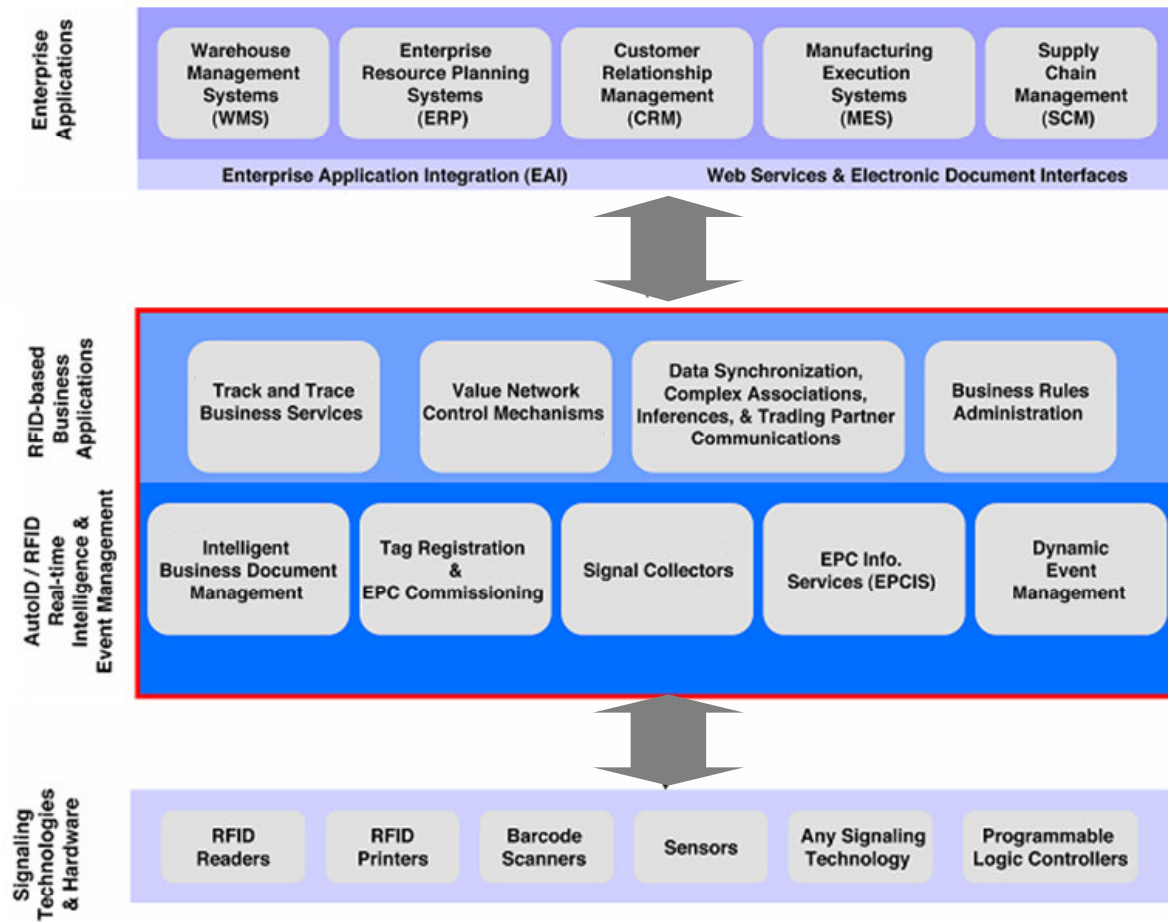 Enterprise
Applications
Warehouse
Management
Systems
(WMS)
Enterprise
Resource Planning
Systems
(ERP)
Customer
Relationship
Management
(CRM)
Manufacturing
Execution
Systems
(MES)
Supply
Chain
Management
(SCM)
Enterprise Application Integration (EAI)
Web Services & Electronic Document Interfaces
RFID-based
Business
Applications
Track and Trace
Business Services
Value Network
Control Mechanisms
Data Synchronization,
Complex Associations,
Inferences, & Trading Partner
Communications
Business Rules
Administration
AutoID / RFID
Real-time
Intelligence &
Event Management
Intelligent
Business Document
Management
Tag Registration
&
EPC Commissioning
Signal Collectors
EPC Info.
Services (EPCIS)
Dynamic
Event
Management
Signaling
Technologies
& Hardware
RFID
Readers
RFID
Printers
Barcode
Scanners
Sensors
Any Signaling
Technology
Programmable
Logic Controllers